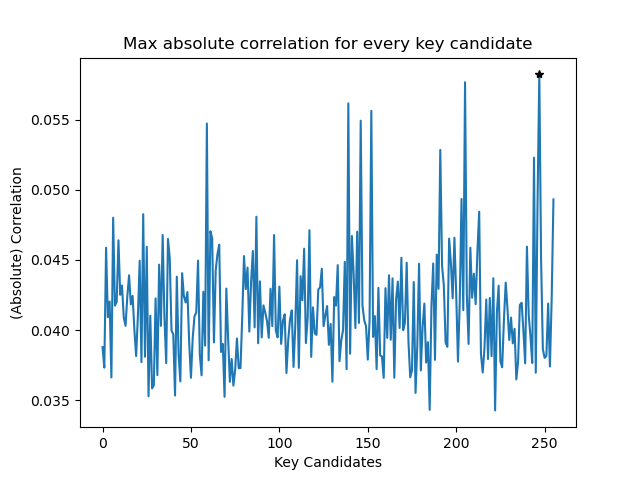 Max absolute correlation for every key candidate
0.055
0.050
0.045
0.040
0.035
(Absolute) Correlation
0 50 100 150 200 250
Key Candidates